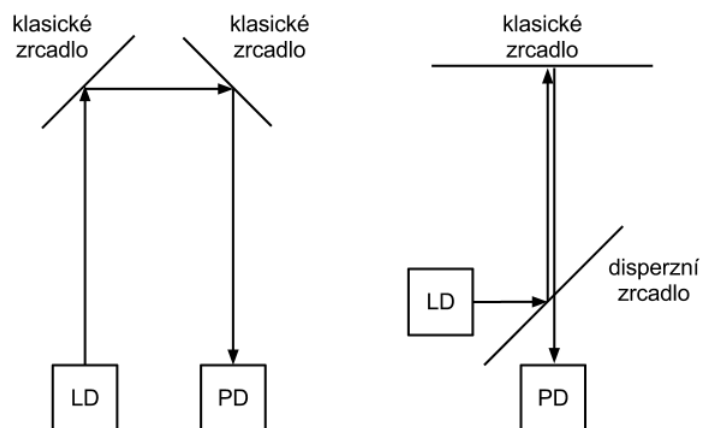 klasické
zrcadlo
klasické
zrcadlo
LD
PD
klasické
zrcadlo
disperzní
zrcadlo
LD
PD